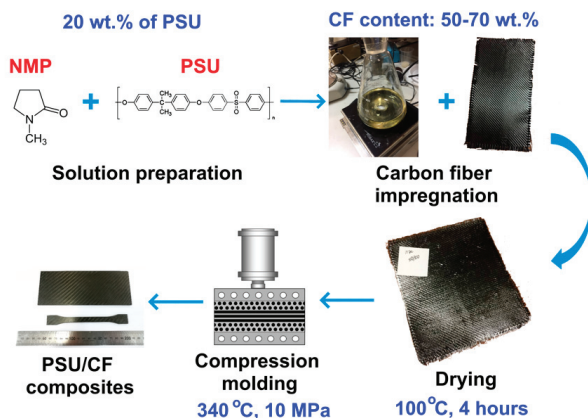 20 wt.% of PSU
CF content: 50-70 wt.%
NMP
PSU
N
CH₃
O
O
CH₃
CH₃
O
S
O
O
n
Solution preparation
Carbon fiber
impregnation
PSU/CF
composites
Compression
molding
340 °C, 10 MPa
Drying
100°C, 4 hours